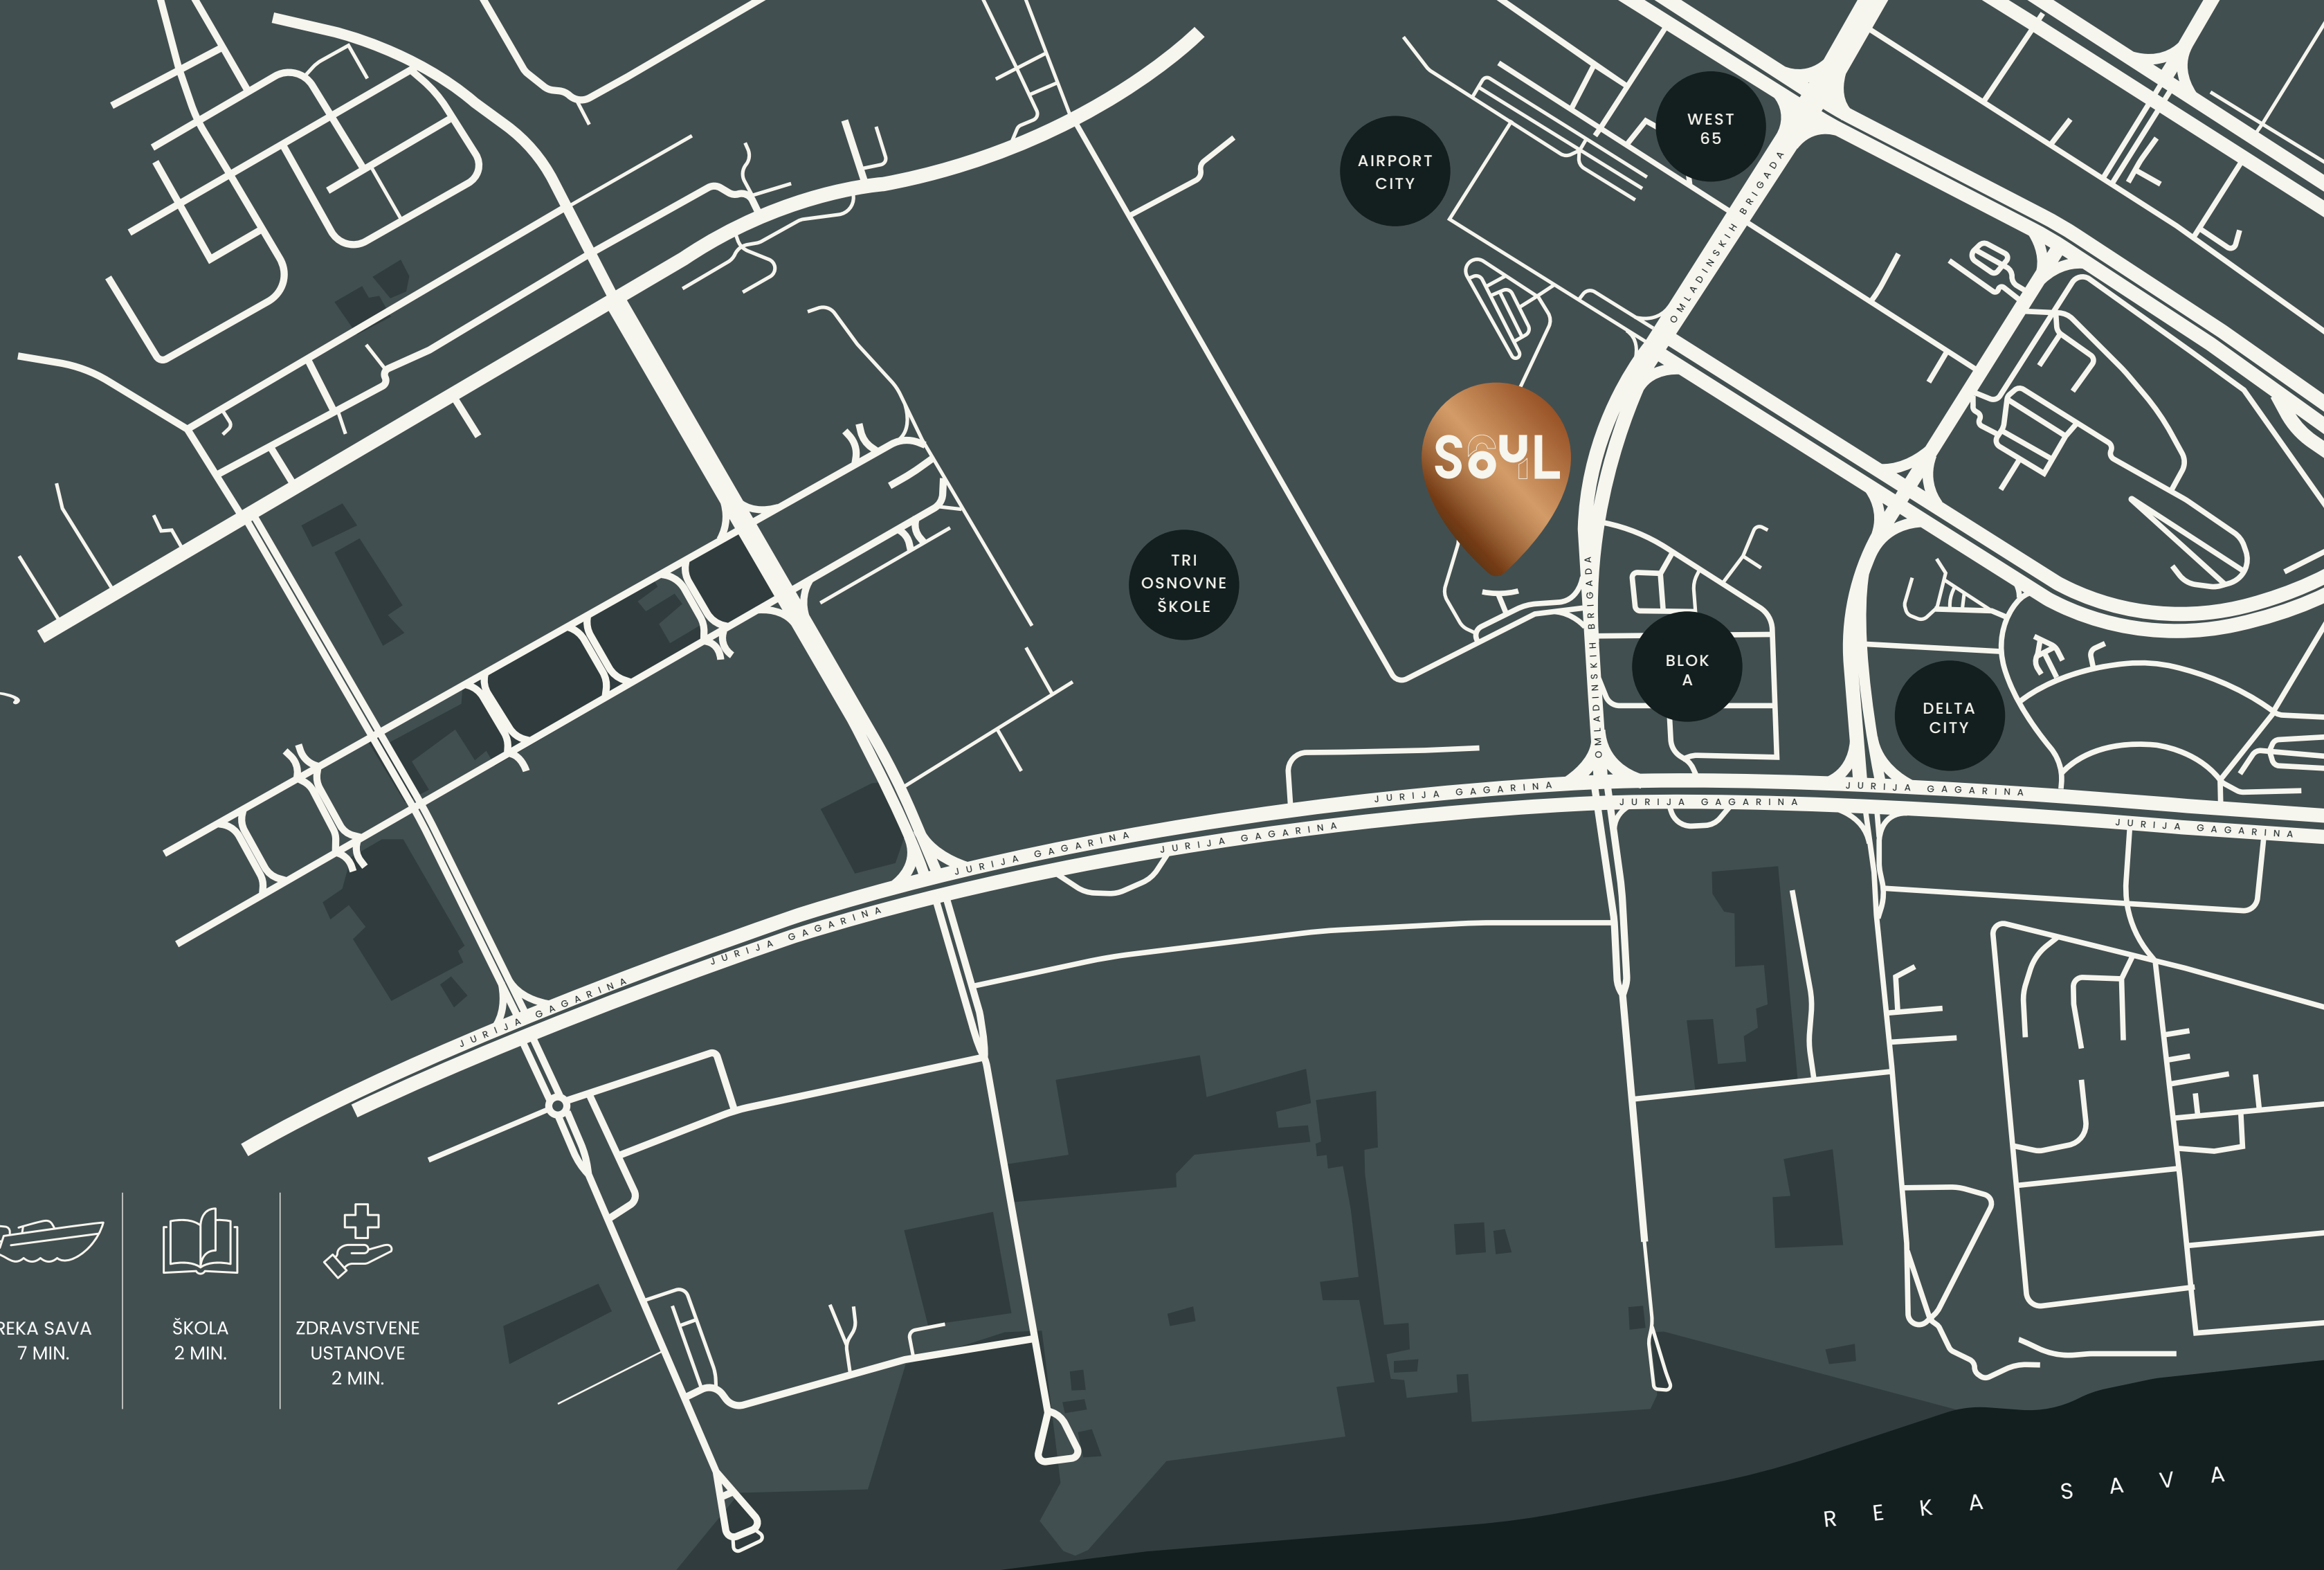 WEST
65
AIRPORT
CITY
OMLADINSKIH BRIGADA
SOUL
TRI
OSNOVNE
ŠKOLE
OMLADINSKIH BRIGADA
OMLADINSKIH BRIGADA
BLOK
A
DELTA
CITY
JURIJA GAGARINA
JURIJA GAGARINA
JURIJA GAGARINA
JURIJA GAGARINA
JURIJA GAGARINA
JURIJA GAGARINA
JURIJA GAGARINA
JURIJA GAGARINA
JURIJA GAGARINA
REKA SAVA
7 MIN.
ŠKOLA
2 MIN.
ZDRAVSTVENE
USTANOVE
2 MIN.
REKA SAVA